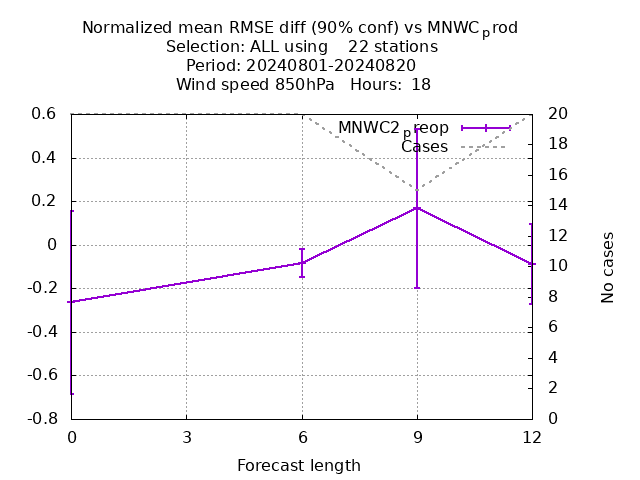 Normalized mean RMSE diff (90% conf) vs MNWCprod
Selection: ALL using 22 stations
Period: 20240801-20240820
Wind speed 850hPa Hours: 18
MNWC2preop
Cases
0.6
0.4
0.2
0
-0.2
-0.4
-0.6
-0.8
20
18
16
14
12
10
8
6
4
2
0
No cases
0 3 6 9 12
Forecast length